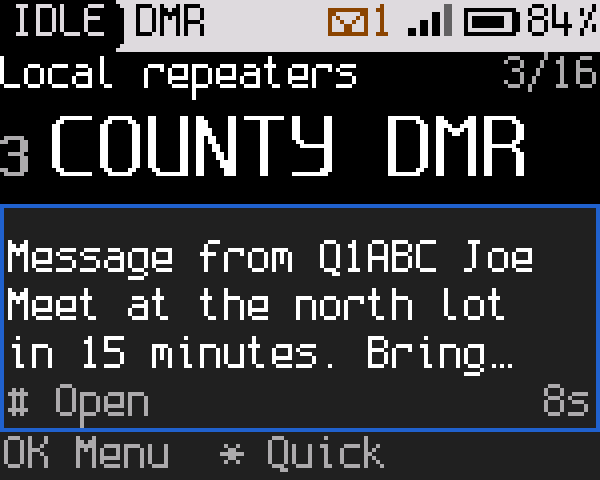 IDLE DMR 1 84%
Local repeaters 3/16
3 COUNTY DMR
Message from Q1ABC Joe
Meet at the north lot
in 15 minutes. Bring…
# Open 8s
OK Menu * Quick